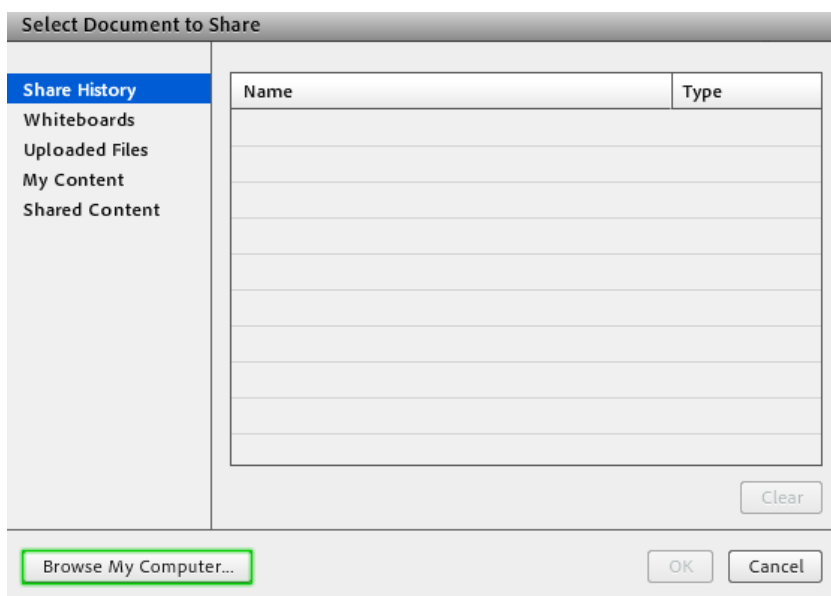 Select Document to Share
Share History
Whiteboards
Uploaded Files
My Content
Shared Content
Name Type
Clear
Browse My Computer...
OK Cancel